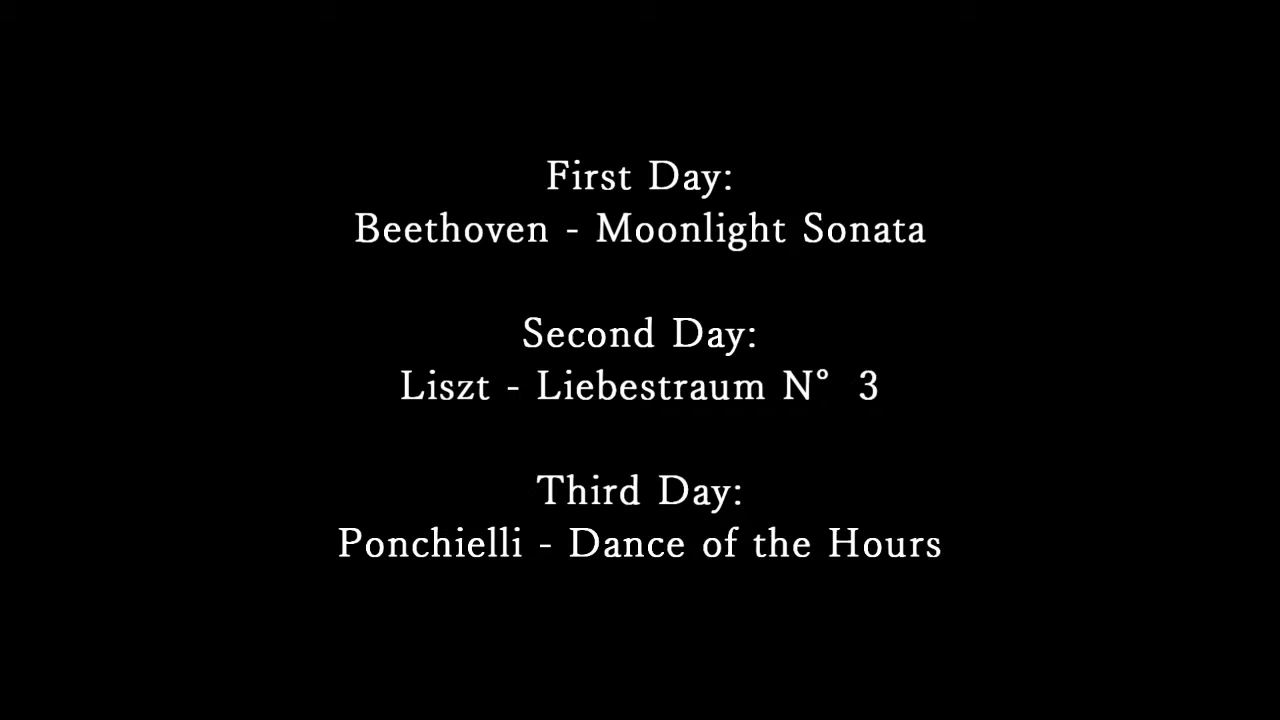 First Day:
Beethoven - Moonlight Sonata
Second Day:
Liszt - Liebestraum N° 3
Third Day:
Ponchielli - Dance of the Hours